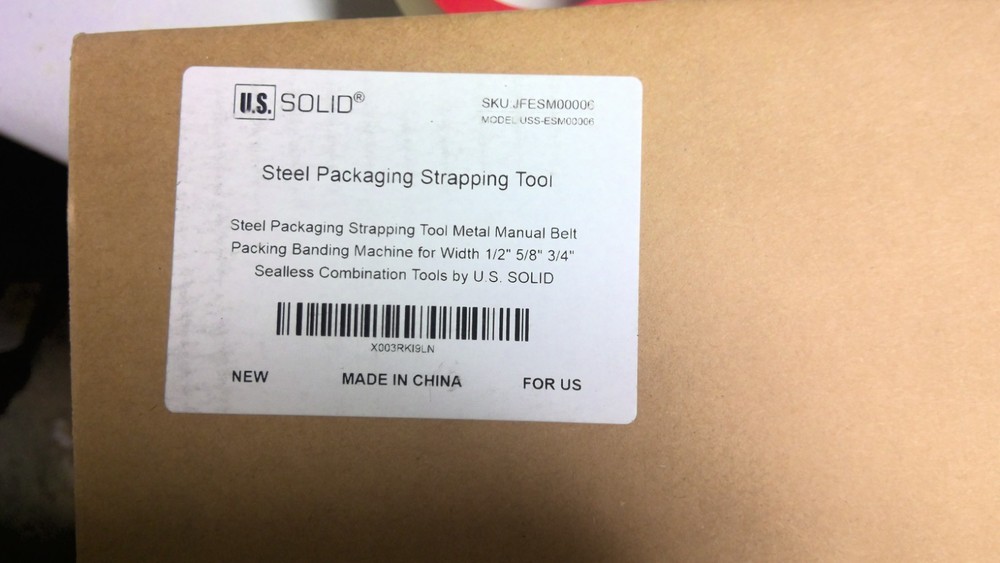 U.S. SOLID®
SKU:JFESM00006
MODEL:USS-ESM00006
Steel Packaging Strapping Tool
Steel Packaging Strapping Tool Metal Manual Belt
Packing Banding Machine for Width 1/2" 5/8" 3/4"
Sealless Combination Tools by U.S. SOLID
X003RKI9LN
NEW MADE IN CHINA FOR US